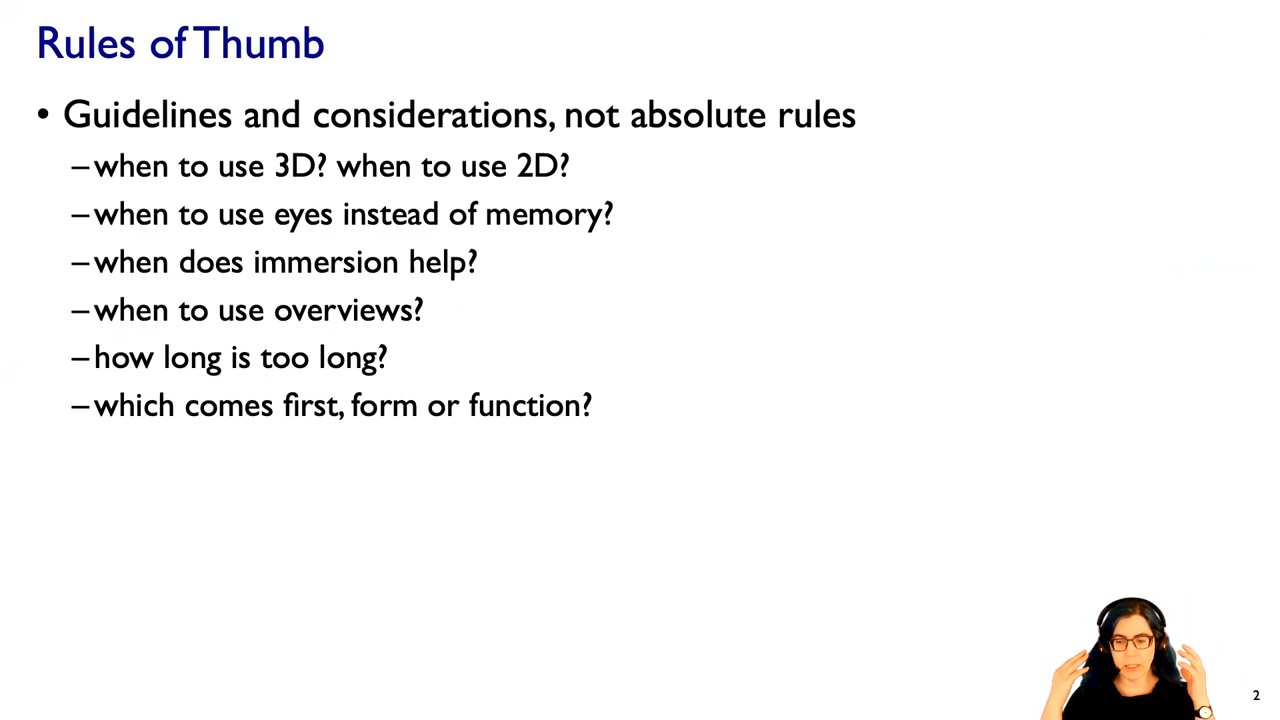 Rules of Thumb
• Guidelines and considerations, not absolute rules
–when to use 3D? when to use 2D?
–when to use eyes instead of memory?
–when does immersion help?
–when to use overviews?
–how long is too long?
–which comes first, form or function?
2